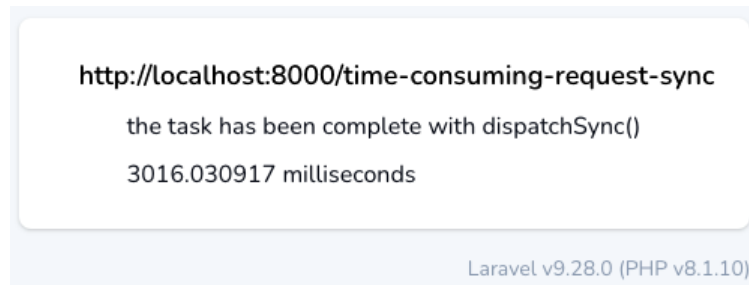 http://localhost:8000/time-consuming-request-sync
the task has been complete with dispatchSync()
3016.030917 milliseconds
Laravel v9.28.0 (PHP v8.1.10)